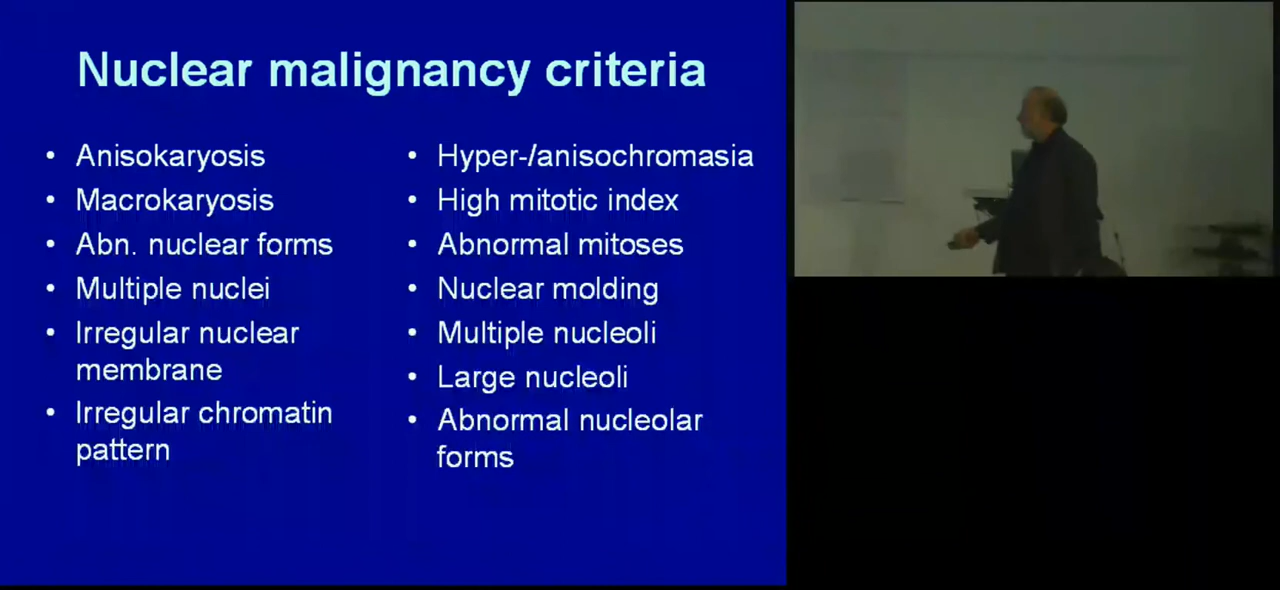 Nuclear malignancy criteria
• Anisokaryosis
• Macrokaryosis
• Abn. nuclear forms
• Multiple nuclei
• Irregular nuclear
membrane
• Irregular chromatin
pattern
• Hyper-/anisochromasia
• High mitotic index
• Abnormal mitoses
• Nuclear molding
• Multiple nucleoli
• Large nucleoli
• Abnormal nucleolar
forms